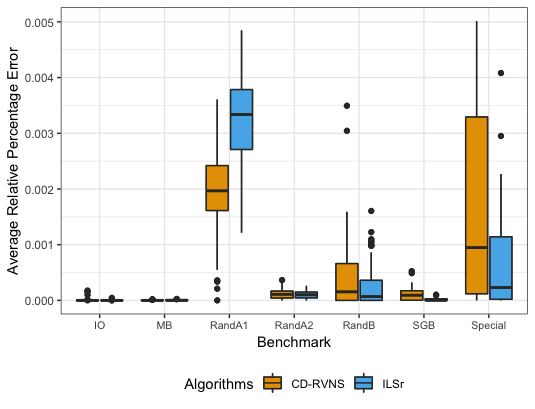 0.005
0.004
0.003
0.002
0.001
0.000
Average Relative Percentage Error
IO MB RandA1 RandA2 RandB SGB Special
Benchmark
Algorithms CD-RVNS ILSr